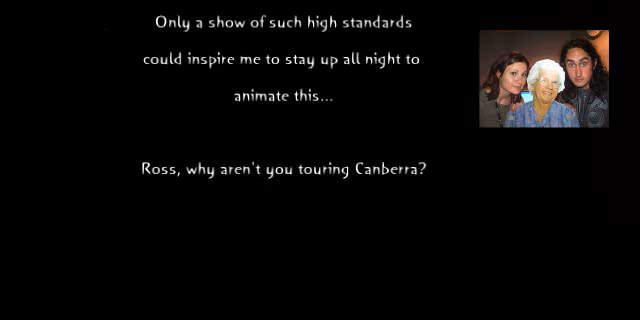 Only a show of such high standards
could inspire me to stay up all night to
animate this...
Ross, why aren't you touring Canberra?